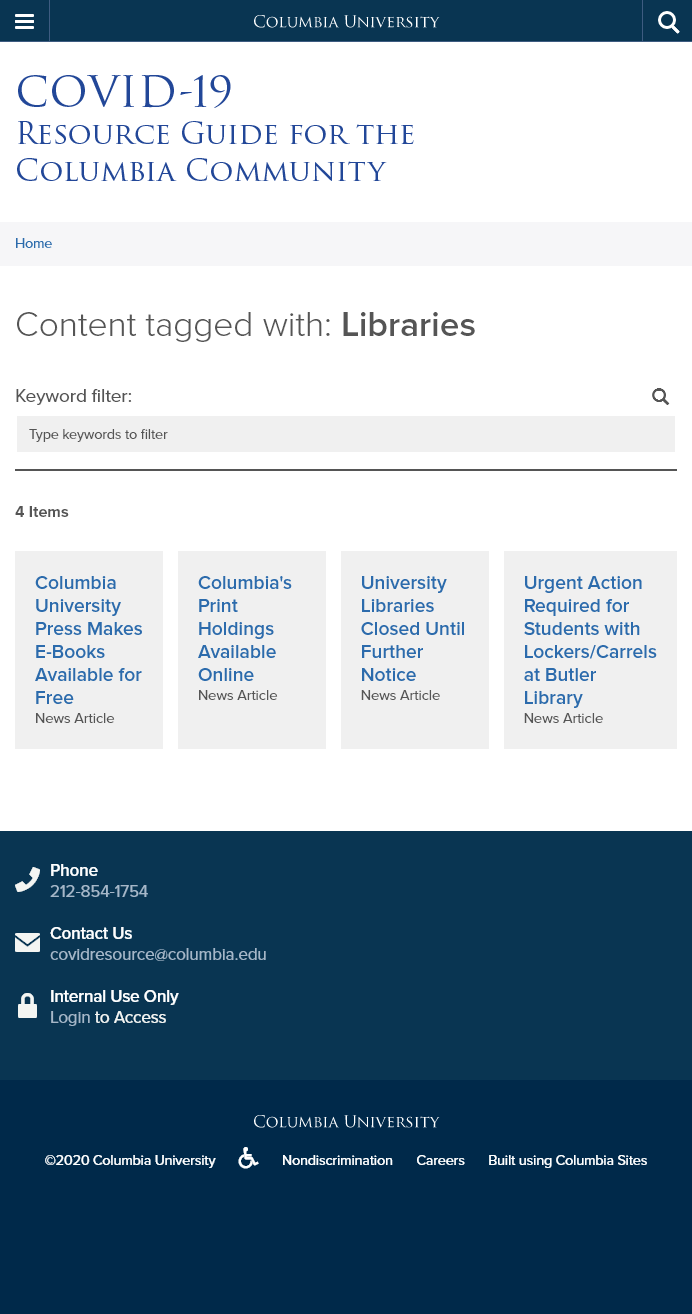 Columbia University
COVID-19
Resource Guide for the
Columbia Community
Home
Content tagged with: Libraries
Keyword filter:
Type keywords to filter
4 Items
Columbia
University
Press Makes
E-Books
Available for
Free
News Article
Columbia's
Print
Holdings
Available
Online
News Article
University
Libraries
Closed Until
Further
Notice
News Article
Urgent Action
Required for
Students with
Lockers/Carrels
at Butler
Library
News Article
Phone
212-854-1754
Contact Us
covidresource@columbia.edu
Internal Use Only
Login to Access
Columbia University
©2020 Columbia University Nondiscrimination Careers Built using Columbia Sites